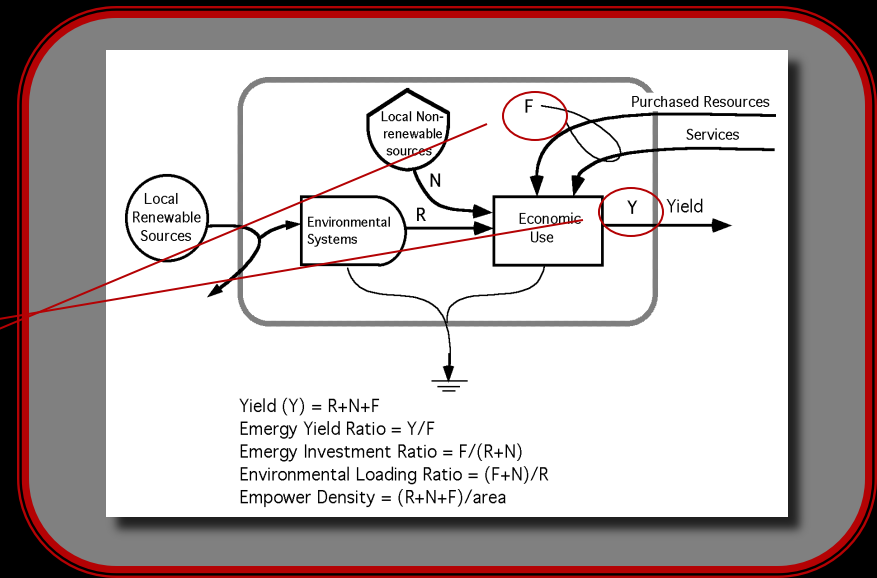 F
Purchased Resources
Services
Local Non-
renewable
sources
N
Local
Renewable
Sources
R
Environmental
Systems
Economic
Use
Y
Yield
Yield (Y) = R+N+F
Emergy Yield Ratio = Y/F
Emergy Investment Ratio = F/(R+N)
Environmental Loading Ratio = (F+N)/R
Empower Density = (R+N+F)/area